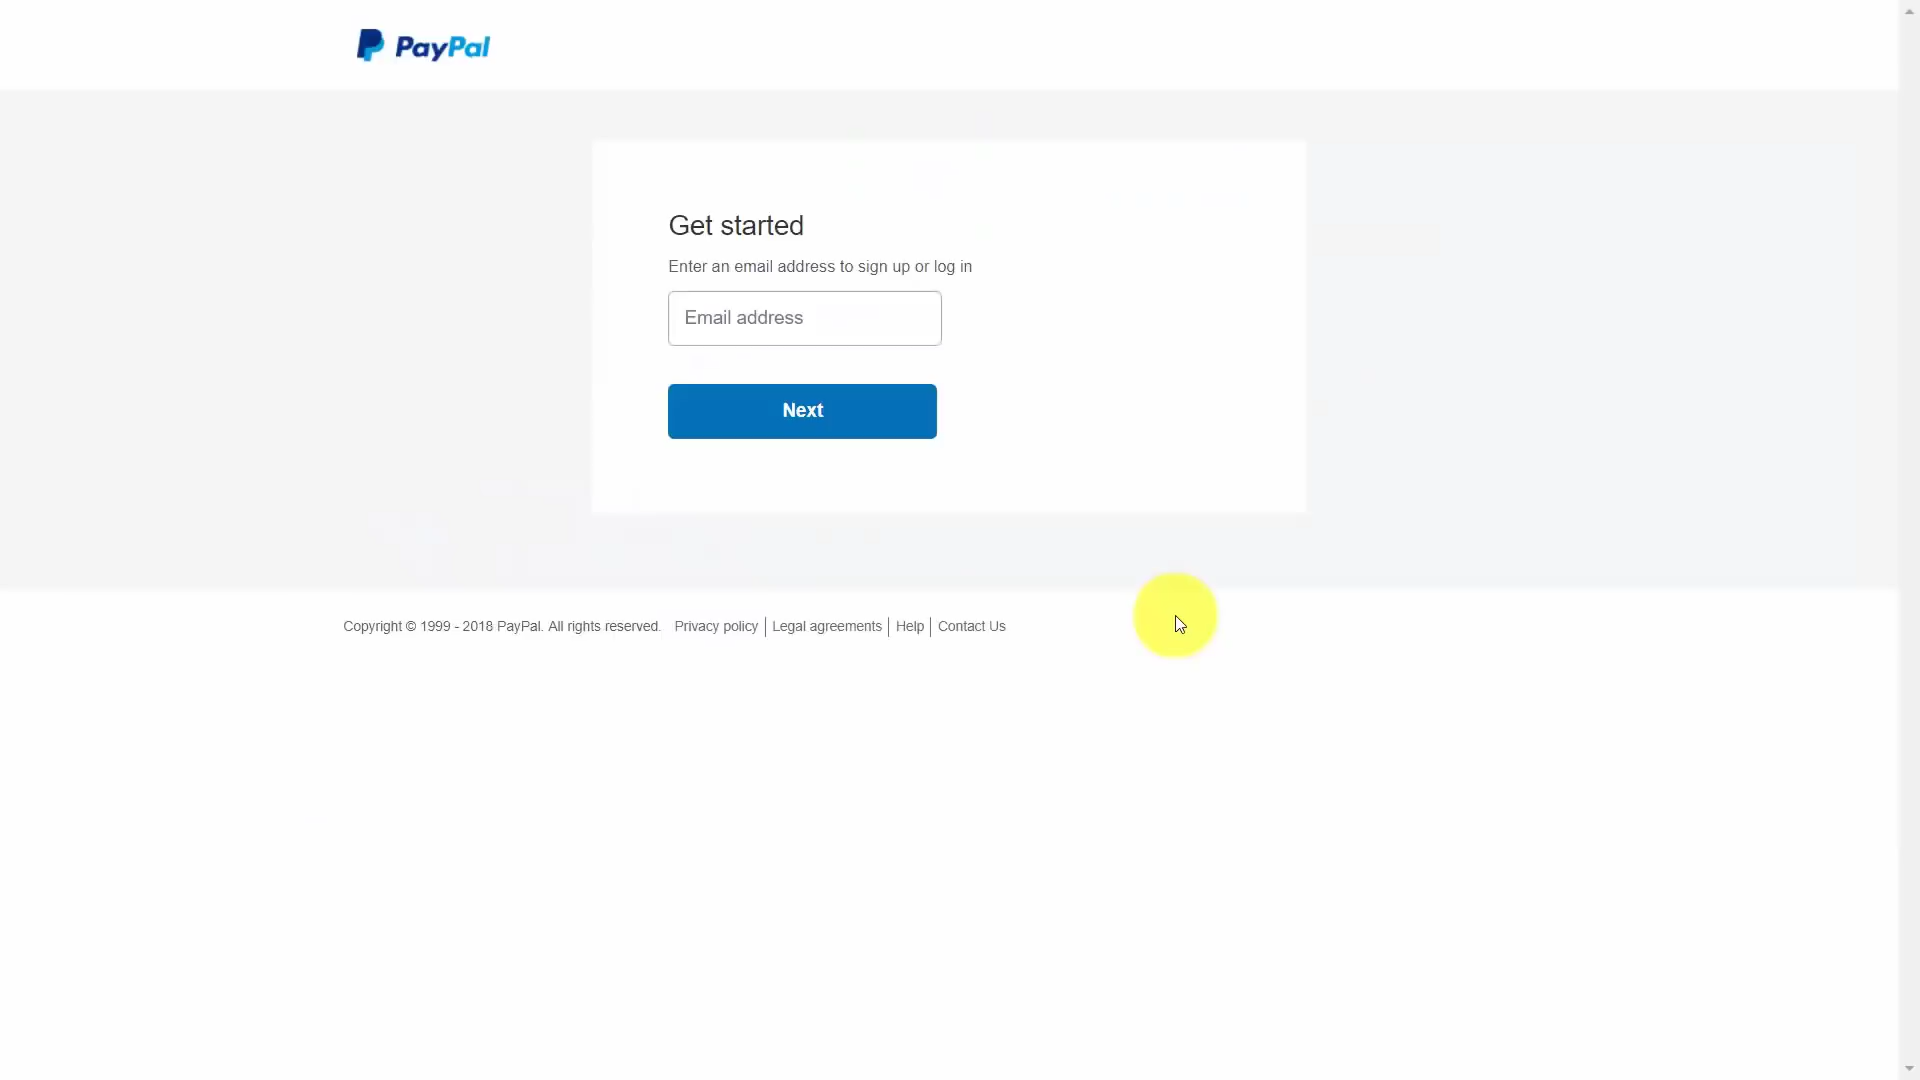 PayPal
Get started
Enter an email address to sign up or log in
Email address
Next
Copyright © 1999 - 2018 PayPal. All rights reserved. Privacy policy Legal agreements Help Contact Us